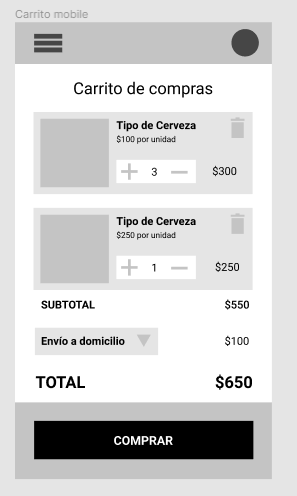 Carrito mobile
Carrito de compras
Tipo de Cerveza
$100 por unidad
3
$300
Tipo de Cerveza
$250 por unidad
1
$250
SUBTOTAL $550
Envío a domicilio $100
TOTAL $650
COMPRAR